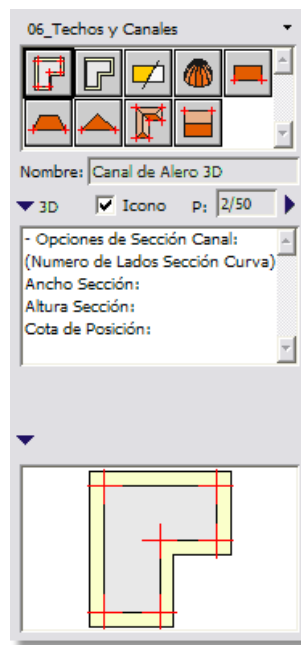 06_Techos y Canales
Nombre: Canal de Alero 3D
3D Icono P: 2/50
- Opciones de Sección Canal:
(Numero de Lados Sección Curva)
Ancho Sección:
Altura Sección:
Cota de Posición: